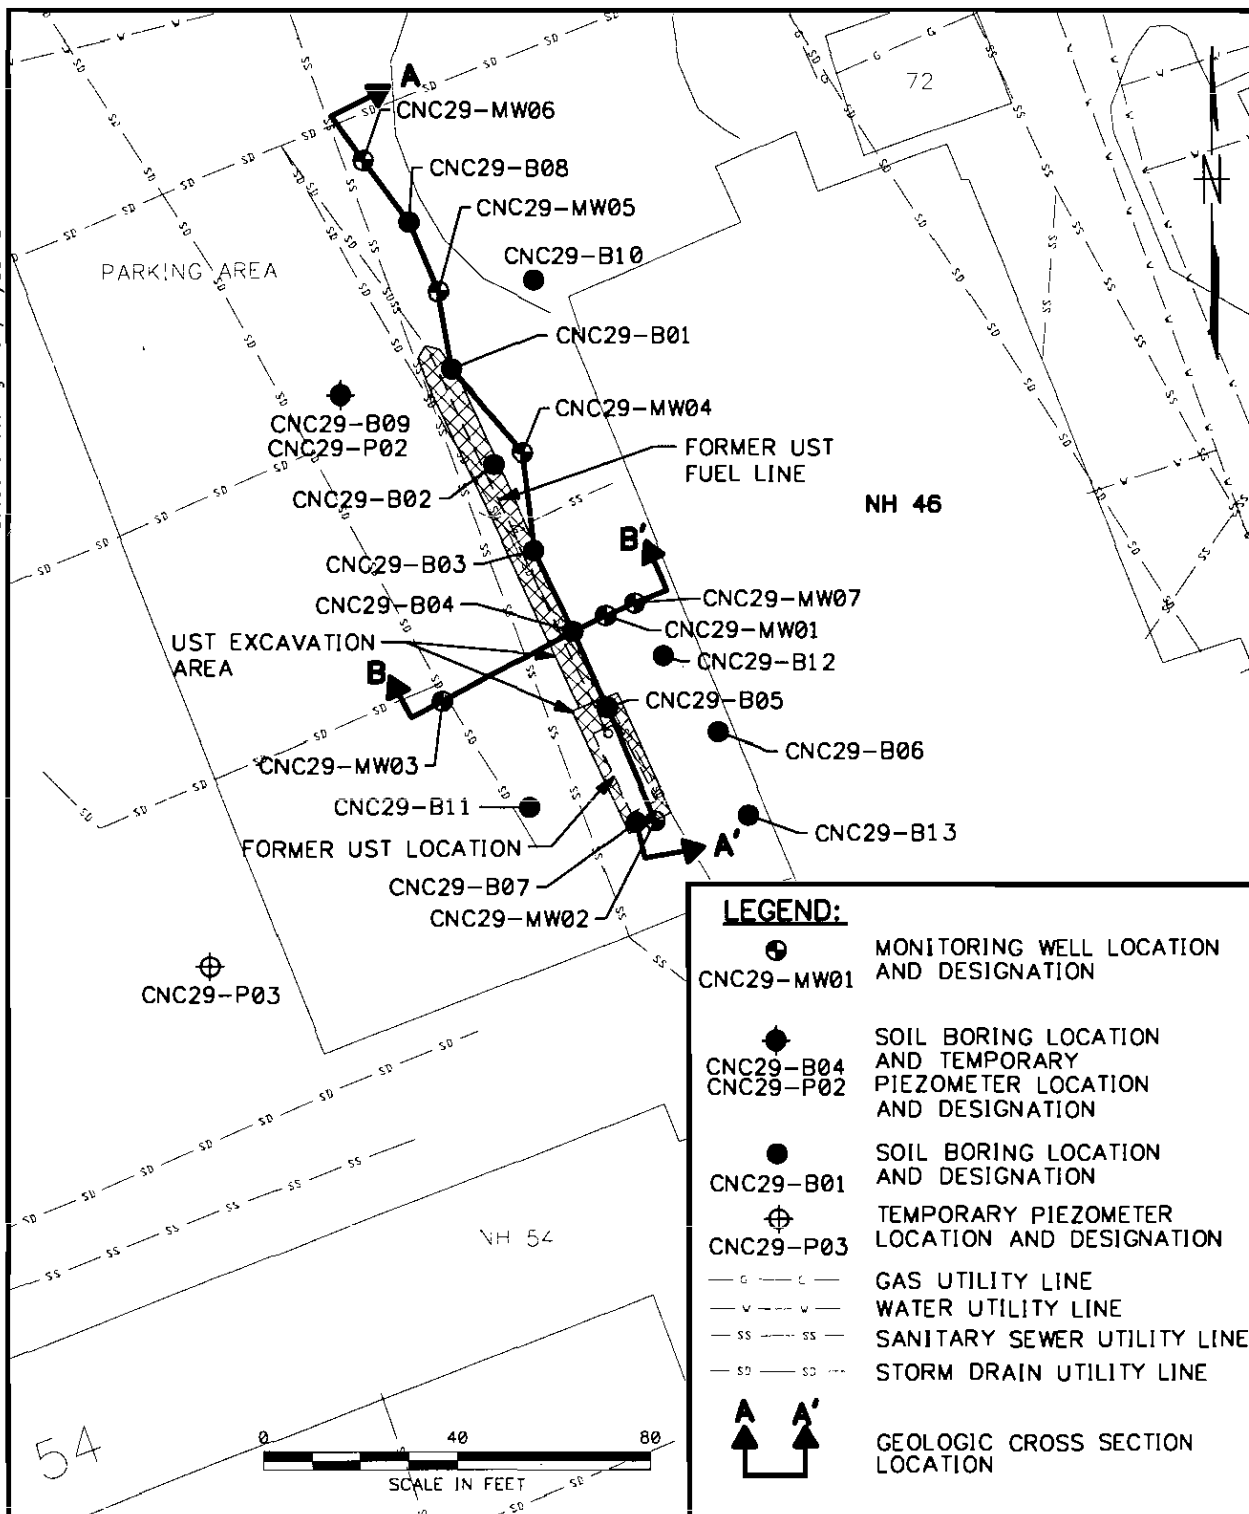 A
CNC29-MW06
72
CNC29-B08
CNC29-MW05
N
CNC29-B10
PARKING AREA
CNC29-B01
CNC29-MW04
CNC29-B09
CNC29-P02
FORMER UST
FUEL LINE
CNC29-B02
NH 46
B'
CNC29-B03
CNC29-B04
CNC29-MW07
CNC29-MW01
UST EXCAVATION
AREA
CNC29-B12
B
CNC29-B05
CNC29-B06
CNC29-MW03
CNC29-B11
CNC29-B13
FORMER UST LOCATION
A'
CNC29-B07
CNC29-MW02
CNC29-P03
NH 54
54
0 40 80
SCALE IN FEET
LEGEND:
CNC29-MW01
MONITORING WELL LOCATION
AND DESIGNATION
CNC29-B04
CNC29-P02
SOIL BORING LOCATION
AND TEMPORARY
PIEZOMETER LOCATION
AND DESIGNATION
CNC29-B01
SOIL BORING LOCATION
AND DESIGNATION
CNC29-P03
TEMPORARY PIEZOMETER
LOCATION AND DESIGNATION
G G GAS UTILITY LINE
W W WATER UTILITY LINE
SS SS SANITARY SEWER UTILITY LINE
SD SD STORM DRAIN UTILITY LINE
A A'
GEOLOGIC CROSS SECTION
LOCATION